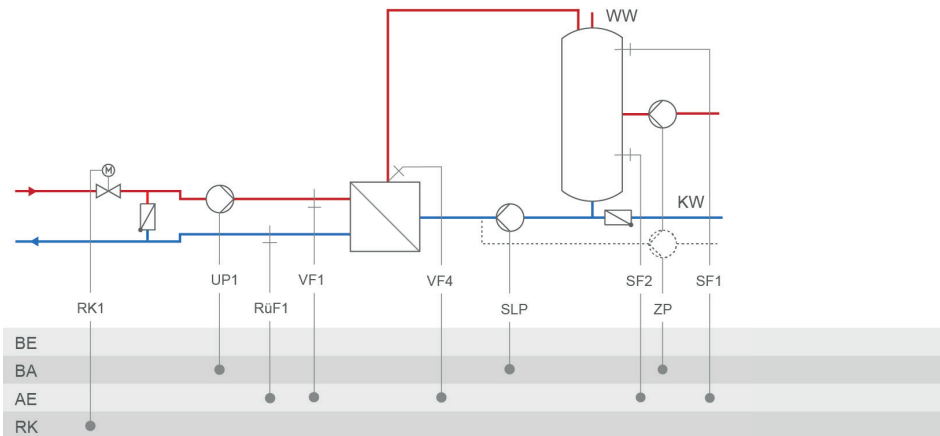 WW
M
KW
UP1 VF1 VF4 SF2 SF1
RK1 RüF1 SLP ZP
BE
BA
AE
RK